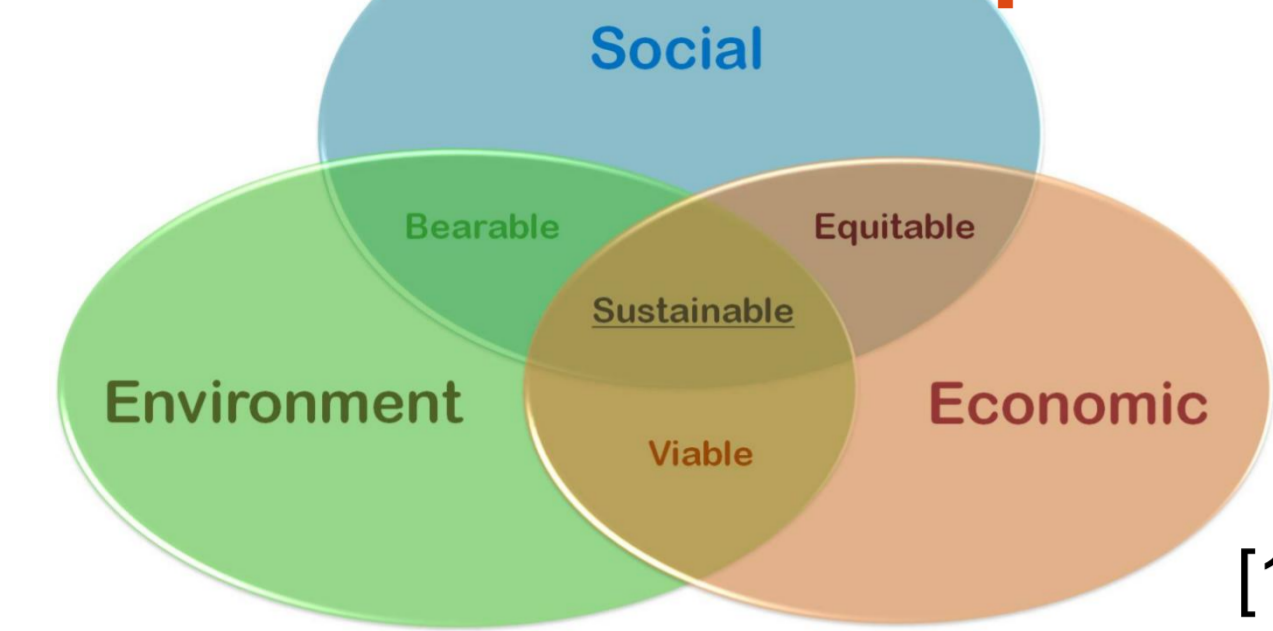 Social
Bearable
Equitable
Sustainable
Environment
Economic
Viable